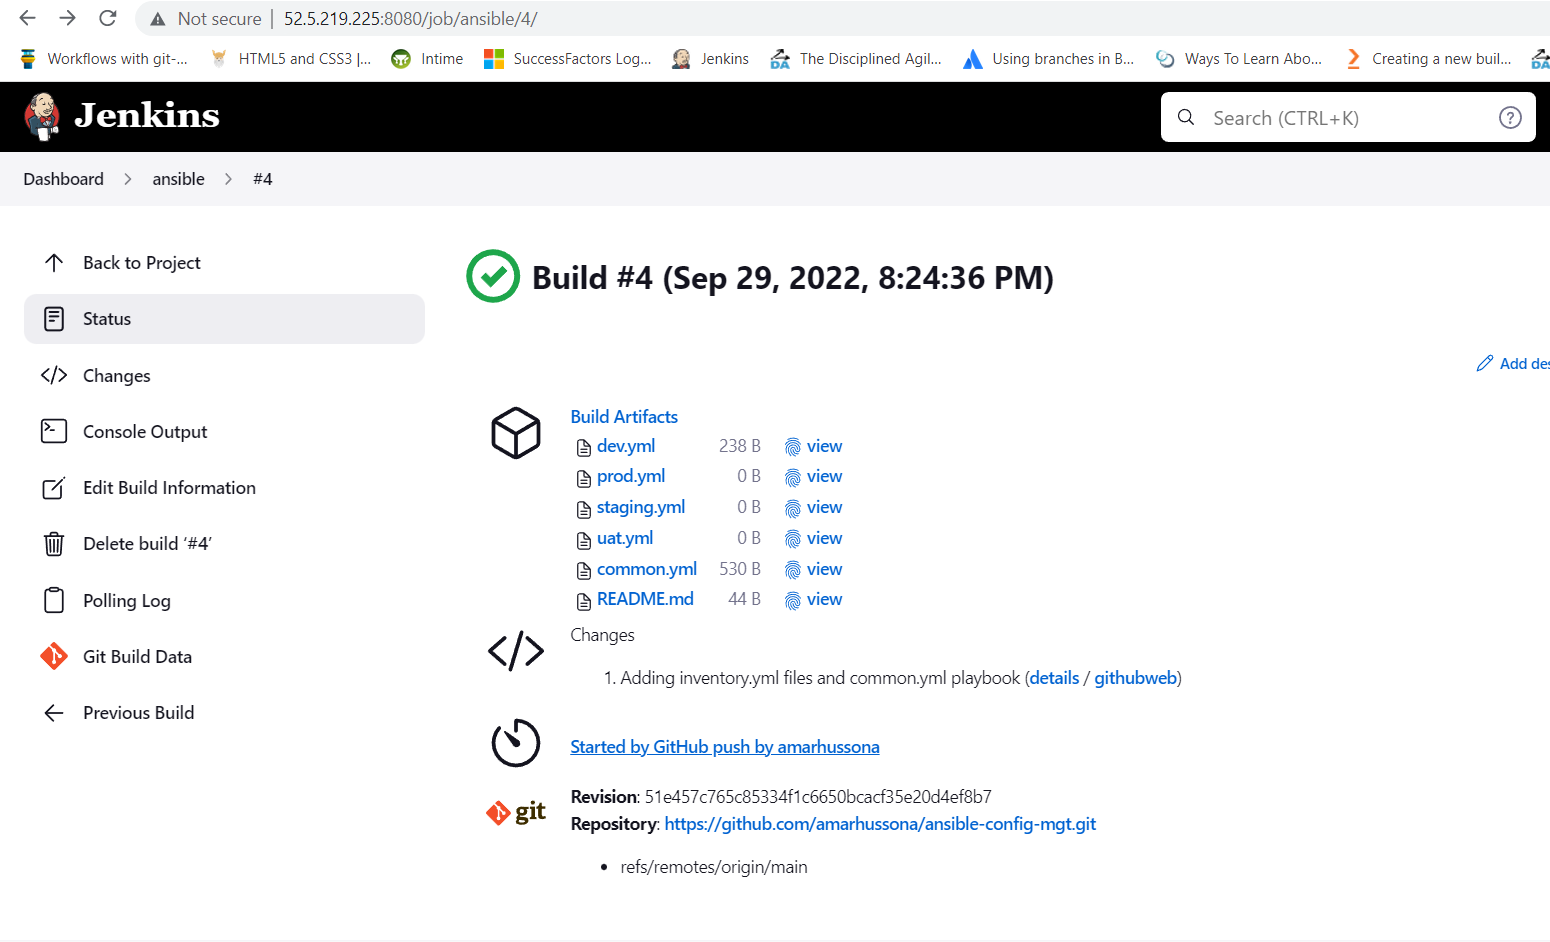 Not secure | 52.5.219.225:8080/job/ansible/4/
Workflows with git-... HTML5 and CSS3 |... Intime SuccessFactors Log... Jenkins The Disciplined Agil... Using branches in B... Ways To Learn Abo... Creating a new buil...
Jenkins
Search (CTRL+K)
Dashboard > ansible > #4
Back to Project
Status
Changes
Console Output
Edit Build Information
Delete build ‘#4’
Polling Log
Git Build Data
Previous Build
Build #4 (Sep 29, 2022, 8:24:36 PM)
Add des
Build Artifacts
dev.yml 238 B view
prod.yml 0 B view
staging.yml 0 B view
uat.yml 0 B view
common.yml 530 B view
README.md 44 B view
Changes
1. Adding inventory.yml files and common.yml playbook (details / githubweb)
Started by GitHub push by amarhussona
git
Revision: 51e457c765c85334f1c6650bcacf35e20d4ef8b7
Repository: https://github.com/amarhussona/ansible-config-mgt.git
• refs/remotes/origin/main